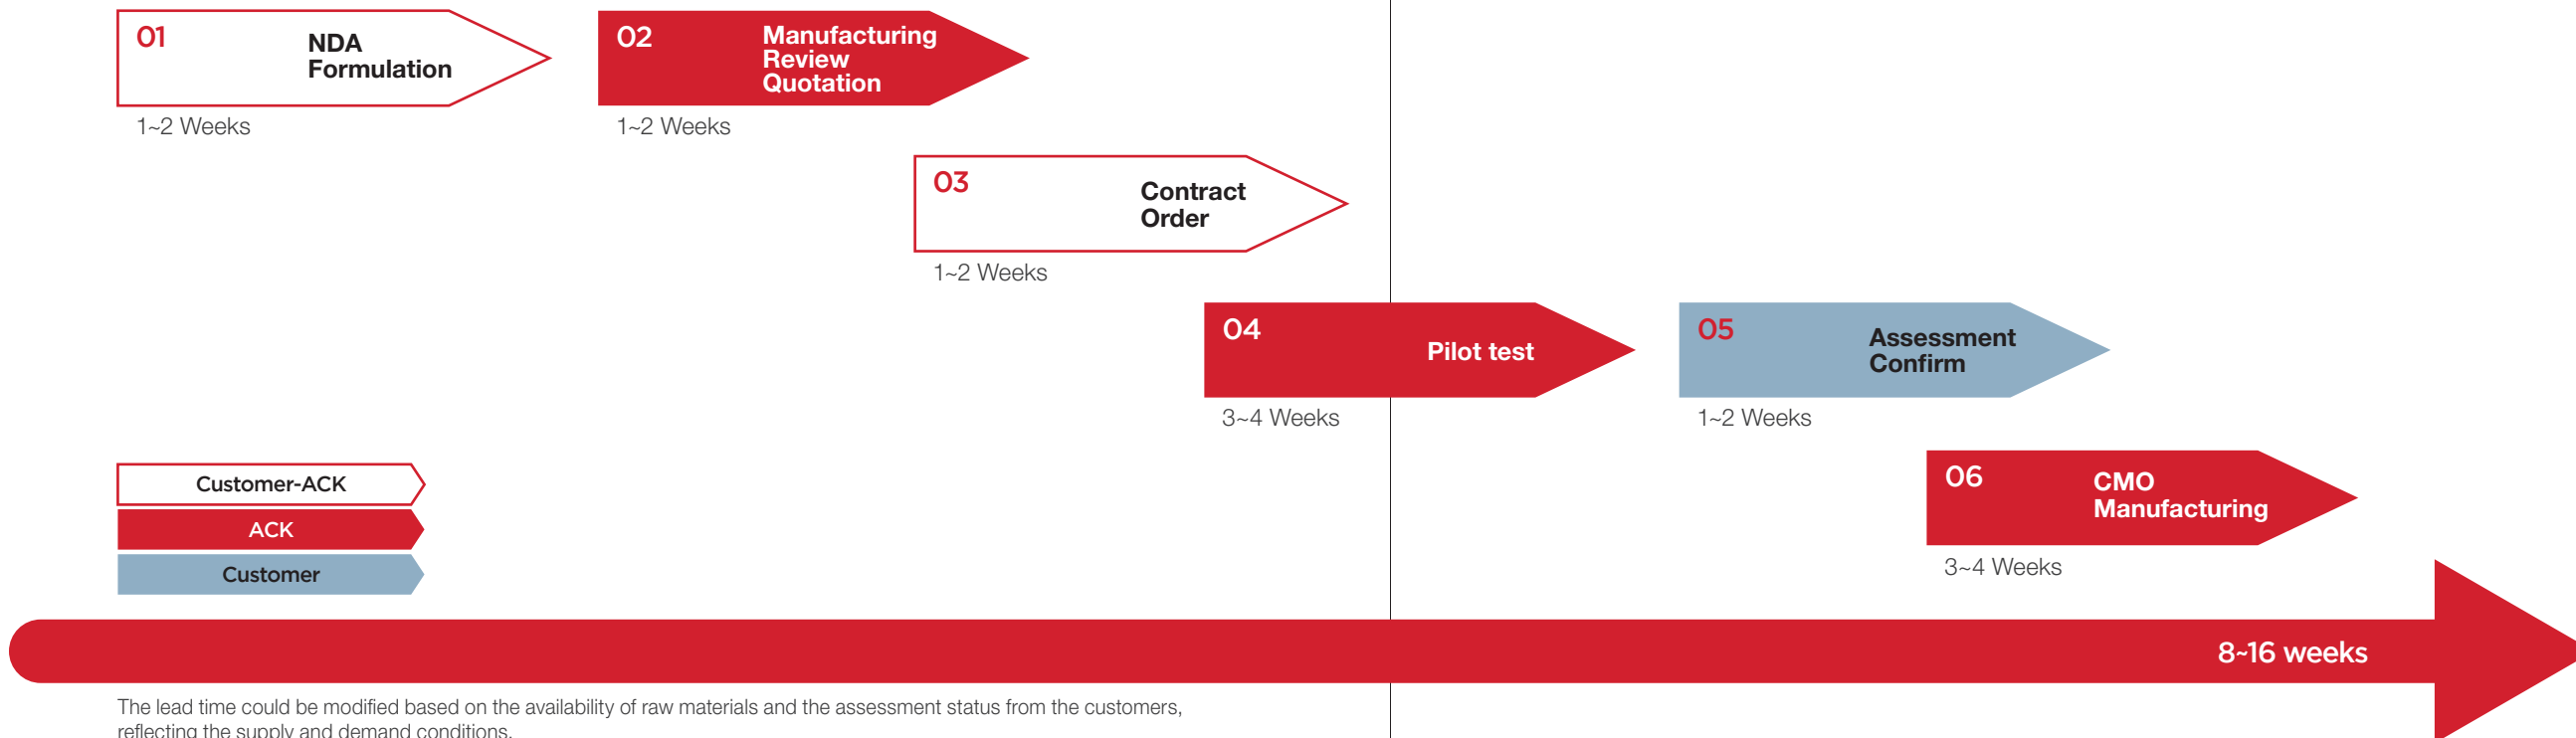 01
NDA
Formulation
1~2 Weeks
02
Manufacturing
Review
Quotation
1~2 Weeks
03
Contract
Order
1~2 Weeks
04
Pilot test
3~4 Weeks
05
Assessment
Confirm
1~2 Weeks
06
CMO
Manufacturing
3~4 Weeks
Customer-ACK
ACK
Customer
8~16 weeks
The lead time could be modified based on the availability of raw materials and the assessment status from the customers,
reflecting the supply and demand conditions.